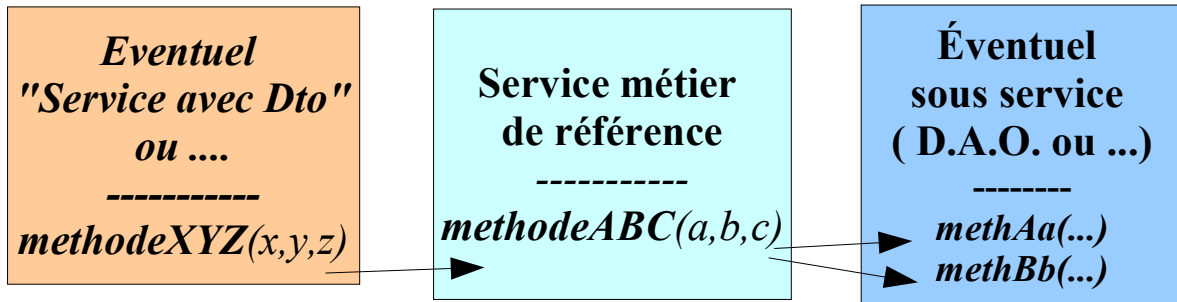 Eventuel
"Service avec Dto"
ou ....
-----------
methodeXYZ(x,y,z)
Service métier
de référence
-----------
methodeABC(a,b,c)
Éventuel
sous service
( D.A.O. ou ...)
--------
methAa(...)
methBb(...)